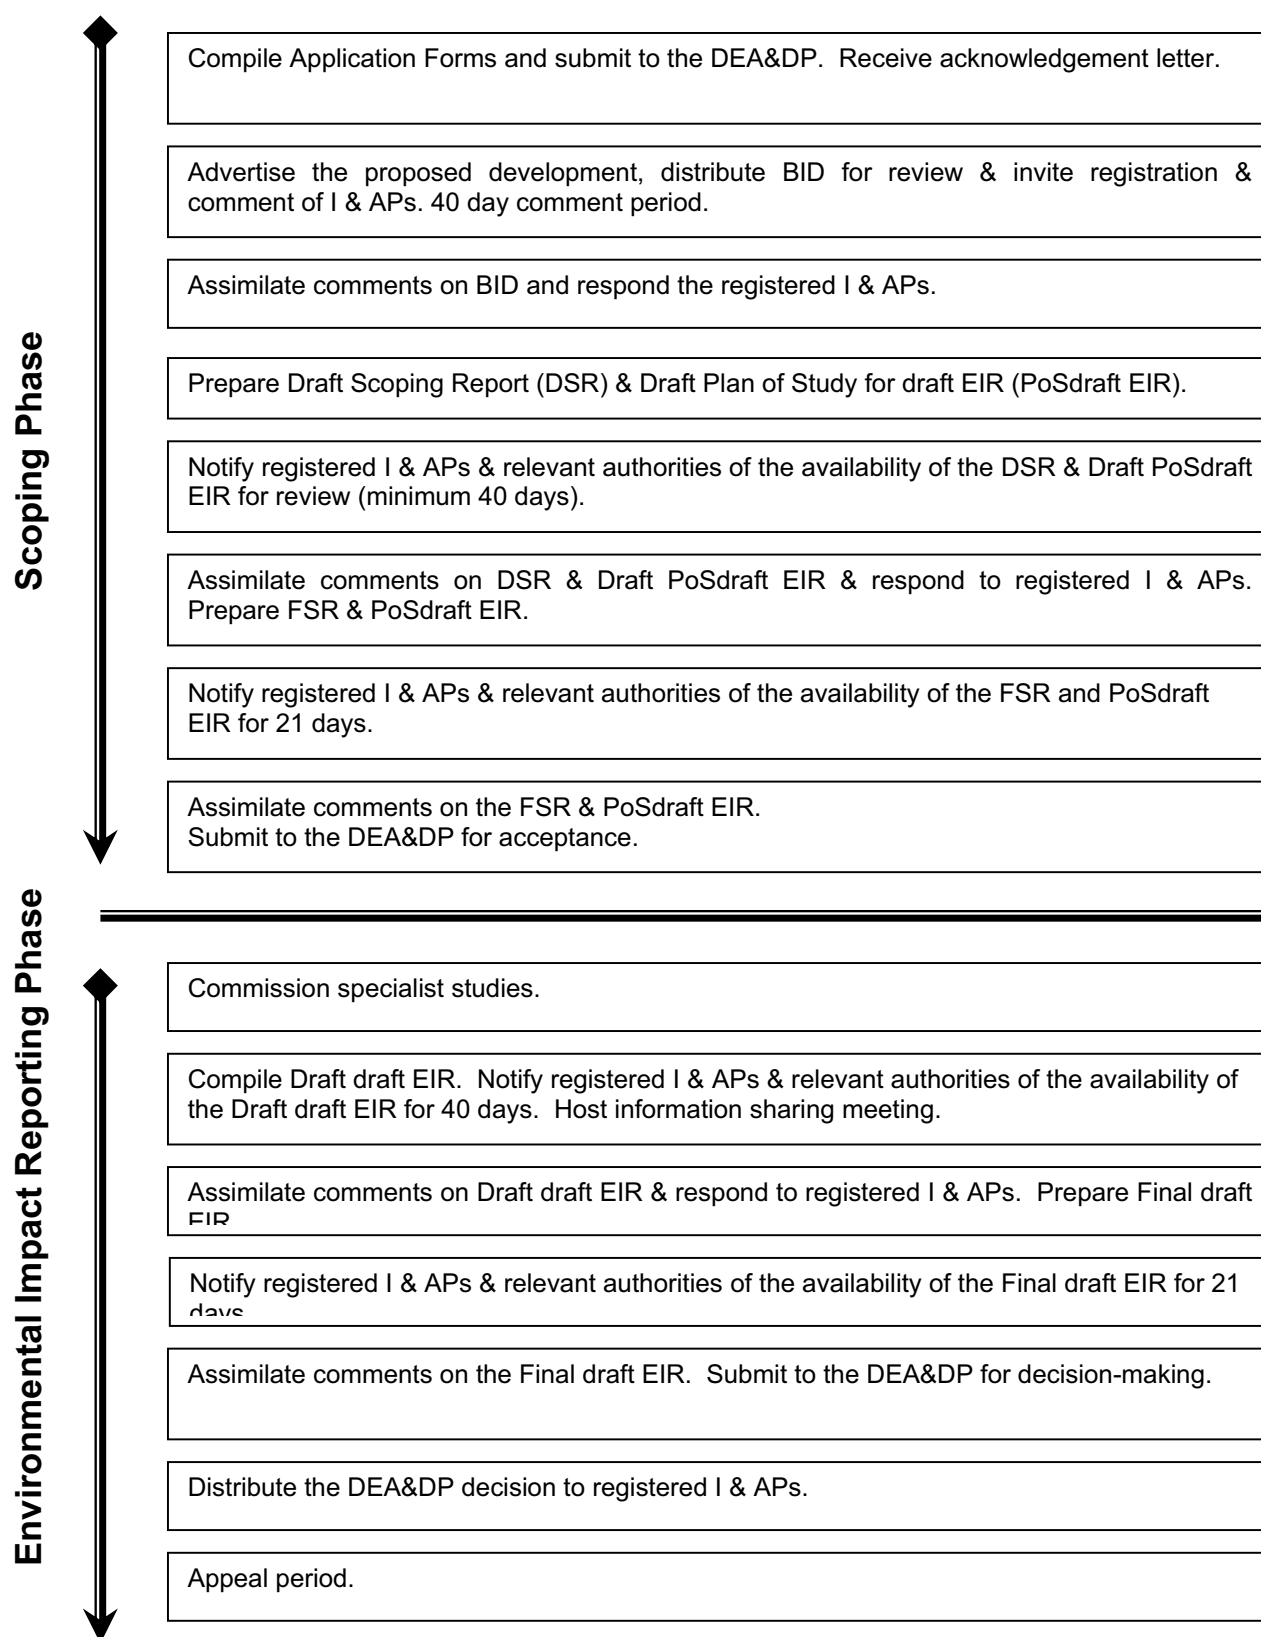 Compile Application Forms and submit to the DEA&DP.  Receive acknowledgement letter.
Advertise the proposed development, distribute BID for review & invite registration &
comment of I & APs. 40 day comment period.
Assimilate comments on BID and respond the registered I & APs.
Prepare Draft Scoping Report (DSR) & Draft Plan of Study for draft EIR (PoSdraft EIR).
Notify registered I & APs & relevant authorities of the availability of the DSR & Draft PoSdraft
EIR for review (minimum 40 days).
Assimilate comments on DSR & Draft PoSdraft EIR & respond to registered I & APs.
Prepare FSR & PoSdraft EIR.
Notify registered I & APs & relevant authorities of the availability of the FSR and PoSdraft
EIR for 21 days.
Assimilate comments on the FSR & PoSdraft EIR.
Submit to the DEA&DP for acceptance.
Scoping Phase
Commission specialist studies.
Compile Draft draft EIR.  Notify registered I & APs & relevant authorities of the availability of
the Draft draft EIR for 40 days.  Host information sharing meeting.
Assimilate comments on Draft draft EIR & respond to registered I & APs.  Prepare Final draft
EIR
Notify registered I & APs & relevant authorities of the availability of the Final draft EIR for 21
days
Assimilate comments on the Final draft EIR.  Submit to the DEA&DP for decision-making.
Distribute the DEA&DP decision to registered I & APs.
Appeal period.
Environmental Impact Reporting Phase